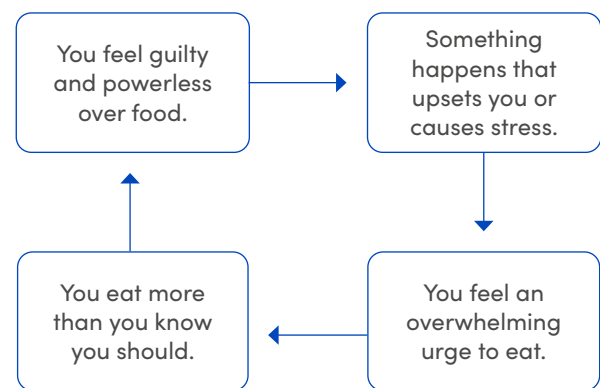 You feel guilty
and powerless
over food.
Something
happens that
upsets you or
causes stress.
You feel an
overwhelming
urge to eat.
You eat more
than you know
you should.